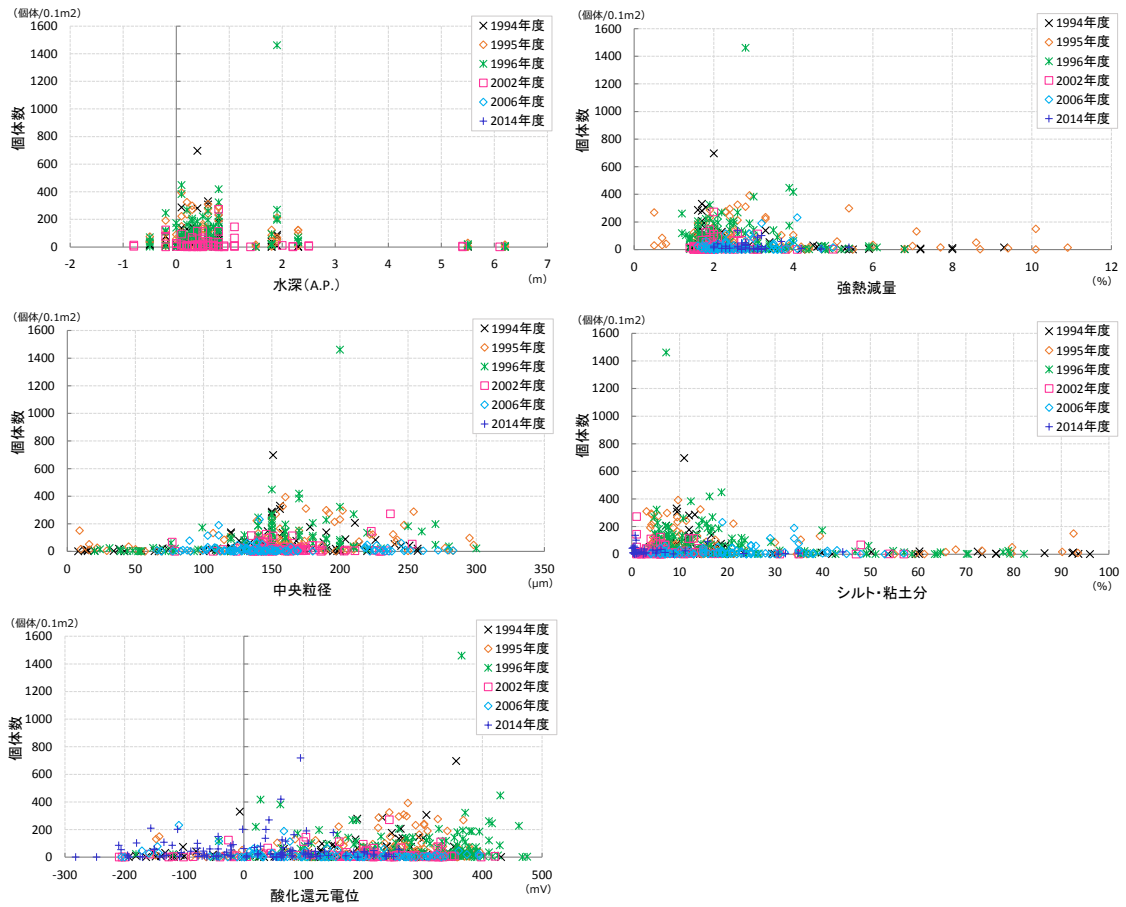 (個体/0.1m2)
個体数
1600
1400
1200
1000
800
600
400
200
0
-2
-1
0
1
2
3
4
5
6
7
水深(A.P.)
(m)
1994年度
1995年度
1996年度
2002年度
2006年度
2014年度
(個体/0.1m2)
個体数
1600
1400
1200
1000
800
600
400
200
0
0
2
4
6
8
10
12
強熱減量
(%)
1994年度
1995年度
1996年度
2002年度
2006年度
2014年度
(個体/0.1m2)
個体数
1600
1400
1200
1000
800
600
400
200
0
0
50
100
150
200
250
300
350
中央粒径
(μm)
1994年度
1995年度
1996年度
2002年度
2006年度
2014年度
(個体/0.1m2)
個体数
1600
1400
1200
1000
800
600
400
200
0
0
10
20
30
40
50
60
70
80
90
100
シルト・粘土分
(%)
1994年度
1995年度
1996年度
2002年度
2006年度
2014年度
(個体/0.1m2)
個体数
1600
1400
1200
1000
800
600
400
200
0
-300
-200
-100
0
100
200
300
400
500
酸化還元電位
(mV)
1994年度
1995年度
1996年度
2002年度
2006年度
2014年度